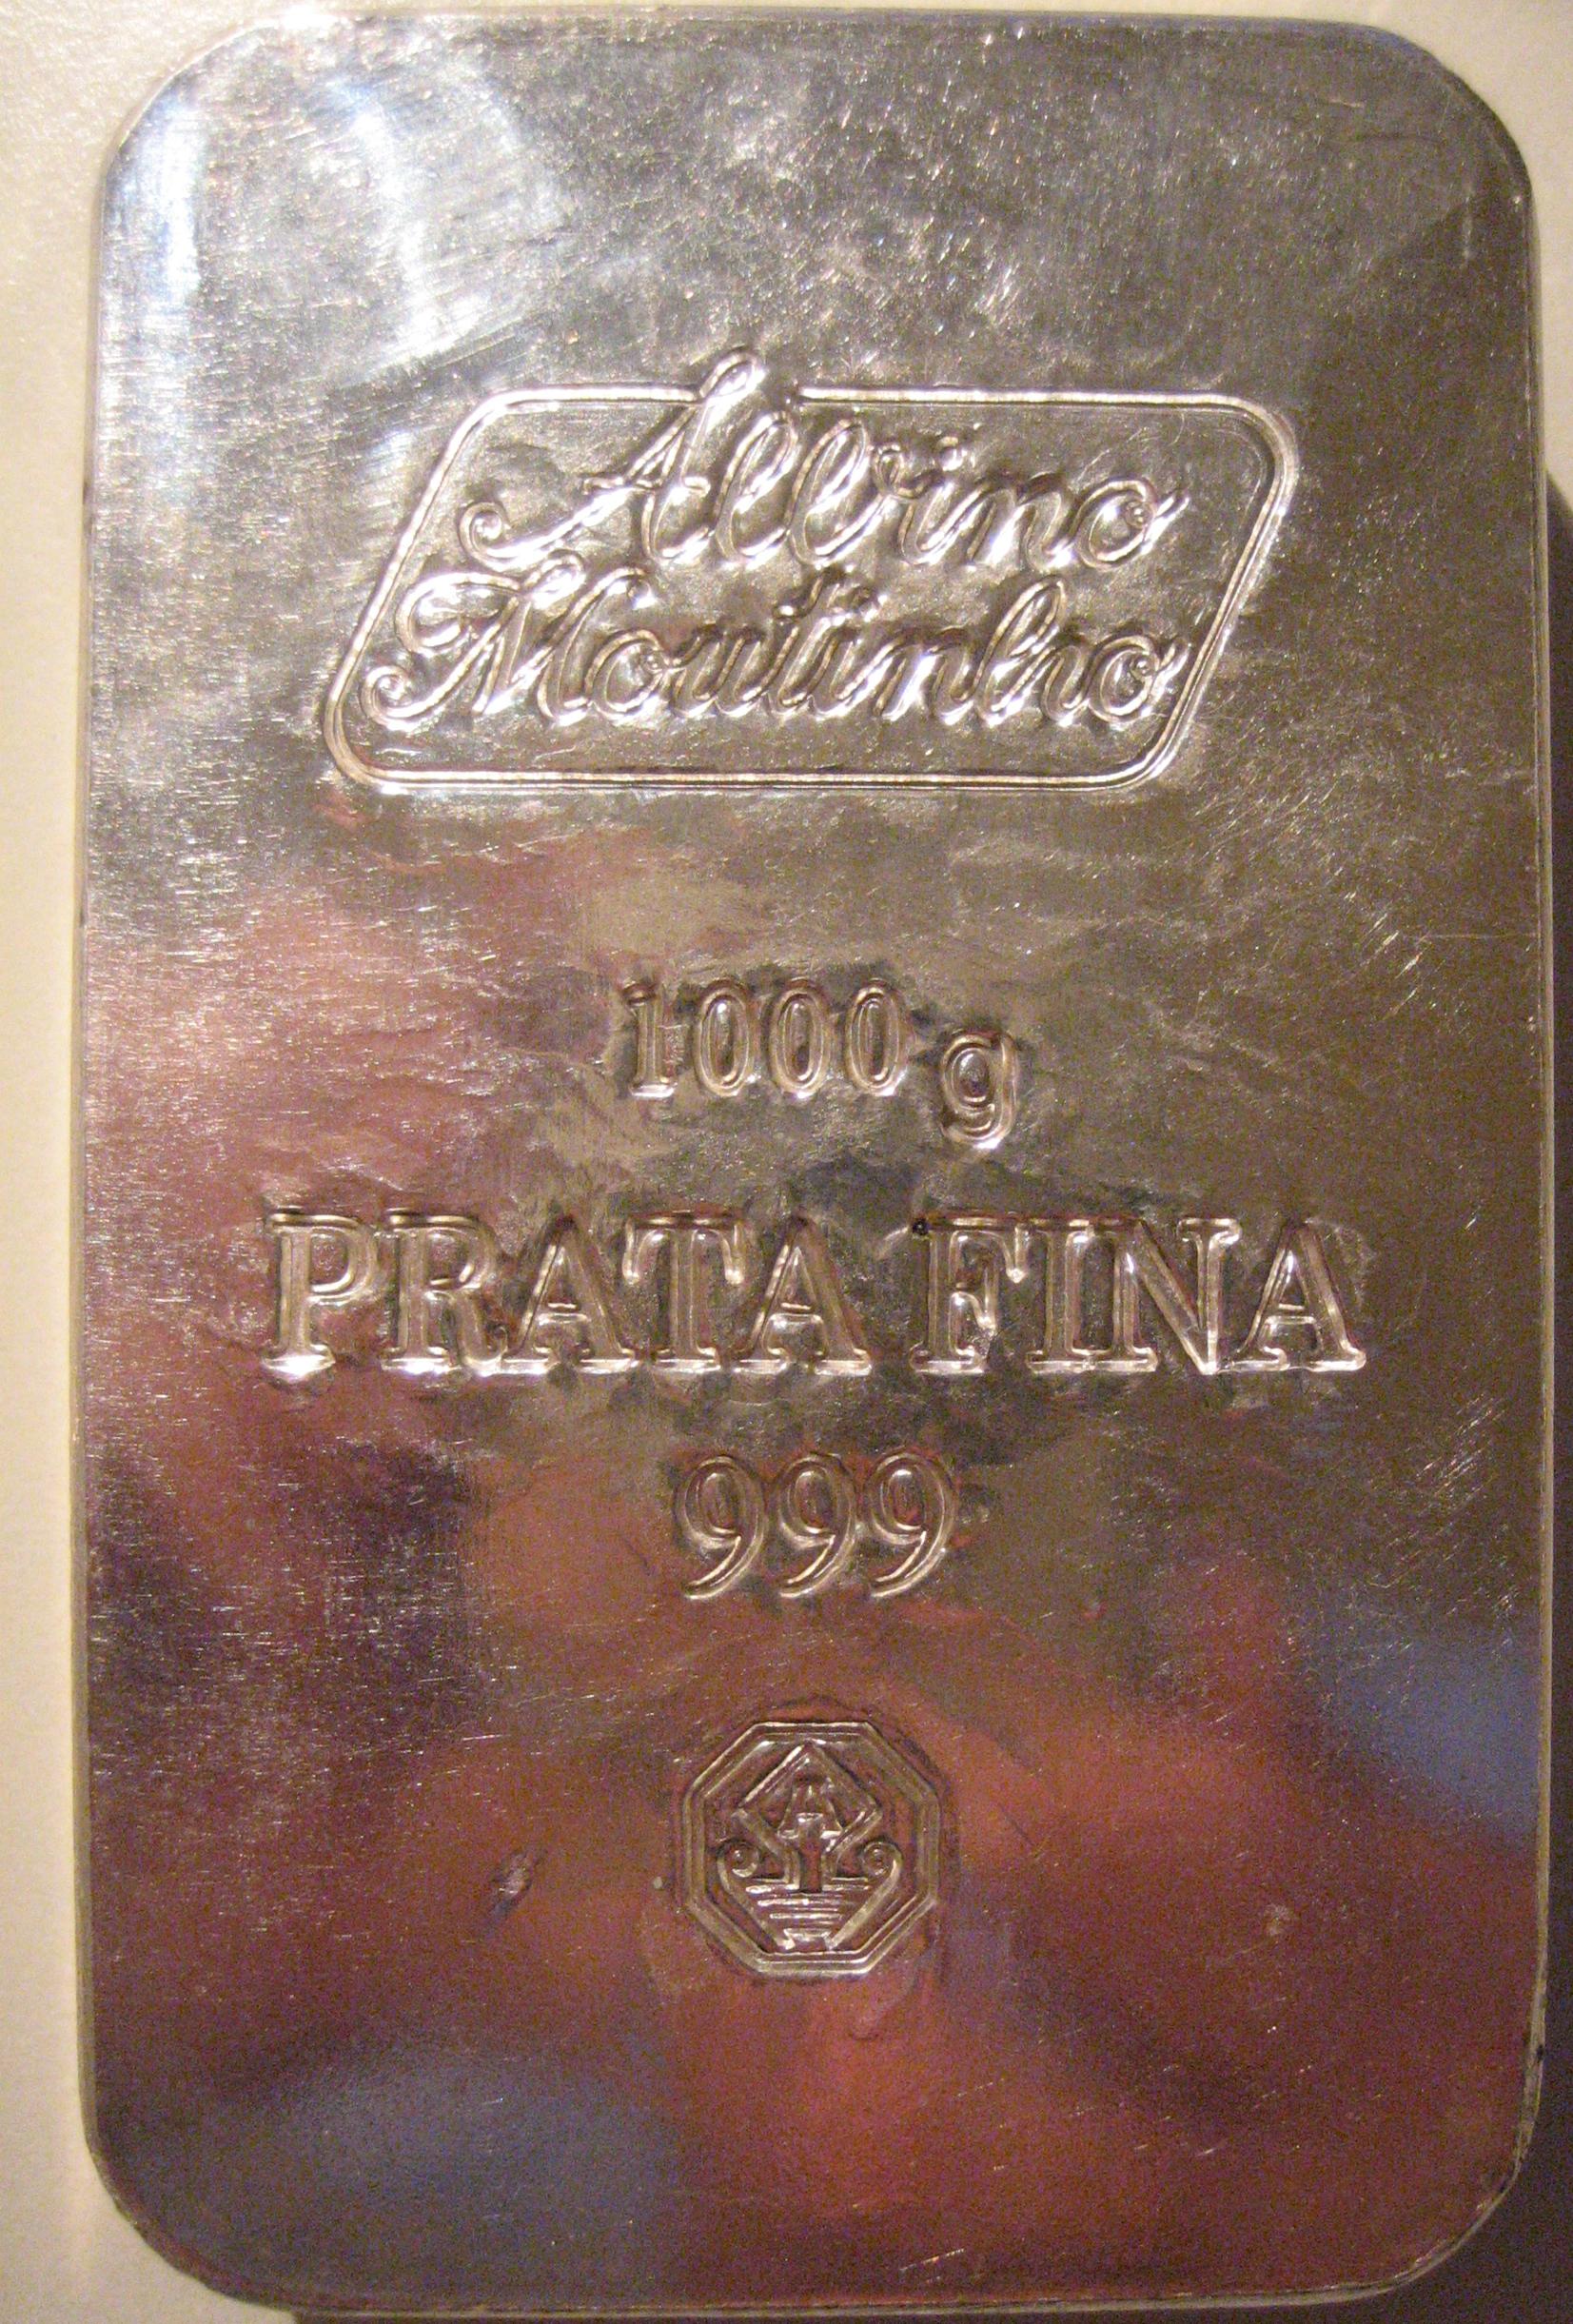 Albino
Moutinho
1000 g
PRATA FINA
999
A